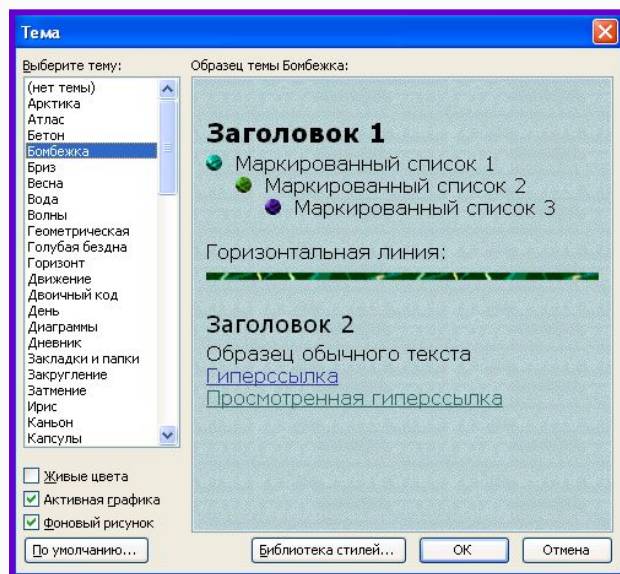 Тема
Выберите тему:
(нет темы)
Арктика
Атлас
Бетон
Бомбежка
Бриз
Весна
Вода
Волны
Геометрическая
Голубая бездна
Горизонт
Движение
Двоичный код
День
Диаграммы
Дневник
Закладки и папки
Закругление
Затмение
Ирис
Каньон
Капсулы
Живые цвета
Активная графика
Фоновый рисунок
По умолчанию...
Образец темы Бомбежка:
Заголовок 1
Маркированный список 1
Маркированный список 2
Маркированный список 3
Горизонтальная линия:
Заголовок 2
Образец обычного текста
Гиперссылка
Просмотренная гиперссылка
Библиотека стилей...
ОК
Отмена